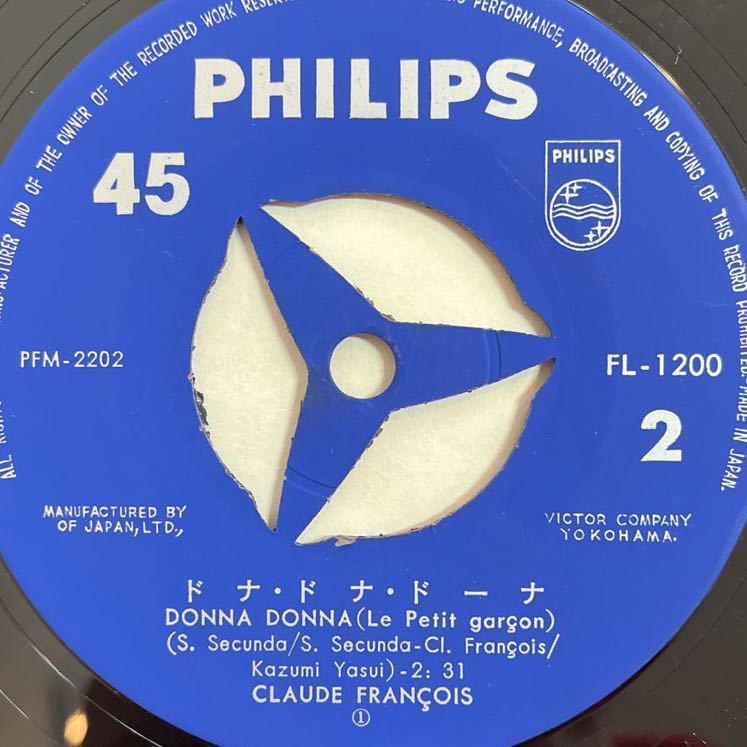 ALL RIGHTS
MANUFACTURER AND OF THE OWNER OF THE RECORDED WORK RESERVED
PERFORMANCE, BROADCASTING AND COPYING OF THIS RECORD PROHIBITED. MADE IN JAPAN.
PHILIPS
45
PHILIPS
PFM-2202
FL-1200
2
MANUFACTURED BY VICTOR COMPANY
OF JAPAN, LTD., YOKOHAMA.
ド ナ・ド ナ・ド ー ナ
DONNA DONNA (Le Petit garçon)
(S. Secunda/S. Secunda-Cl. François/
Kazumi Yasui)-2: 31
CLAUDE FRANÇOIS
①